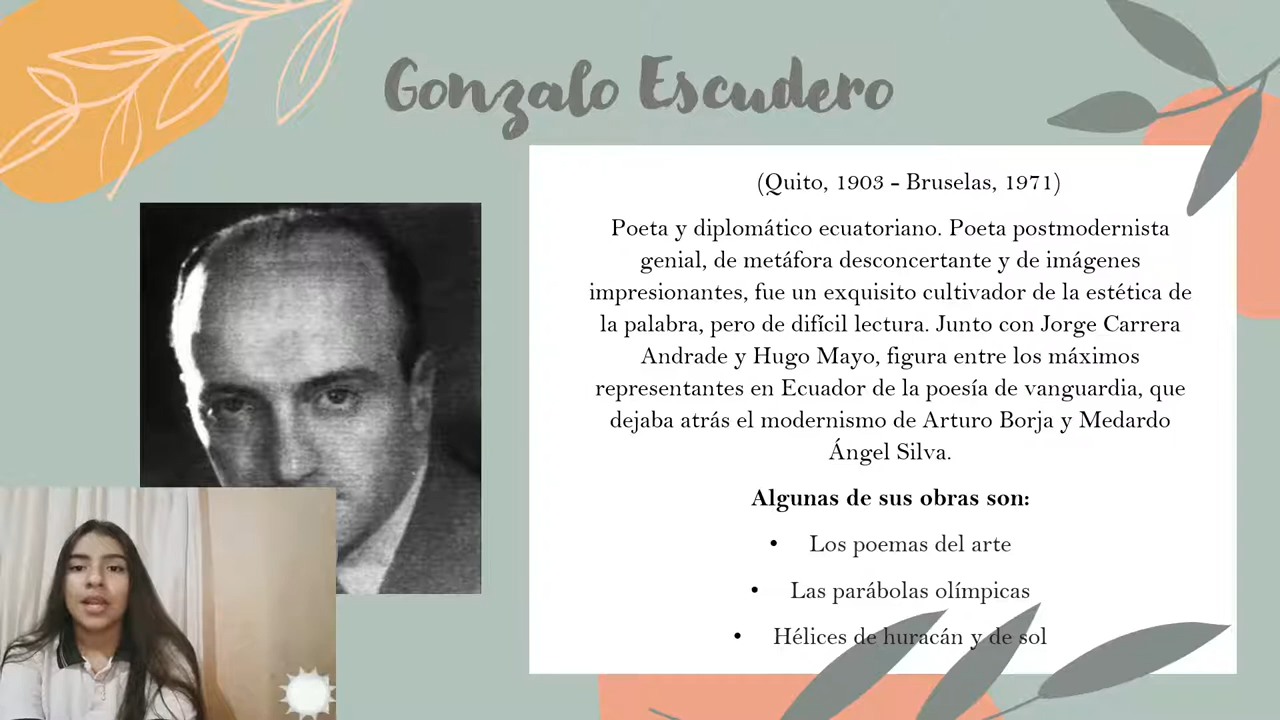 Gonzalo Escudero
(Quito, 1903 - Bruselas, 1971)
Poeta y diplomático ecuatoriano. Poeta postmodernista
genial, de metáfora desconcertante y de imágenes
impresionantes, fue un exquisito cultivador de la estética de
la palabra, pero de difícil lectura. Junto con Jorge Carrera
Andrade y Hugo Mayo, figura entre los máximos
representantes en Ecuador de la poesía de vanguardia, que
dejaba atrás el modernismo de Arturo Borja y Medardo
Ángel Silva.
Algunas de sus obras son:
• Los poemas del arte
• Las parábolas olímpicas
• Hélices de huracán y de sol